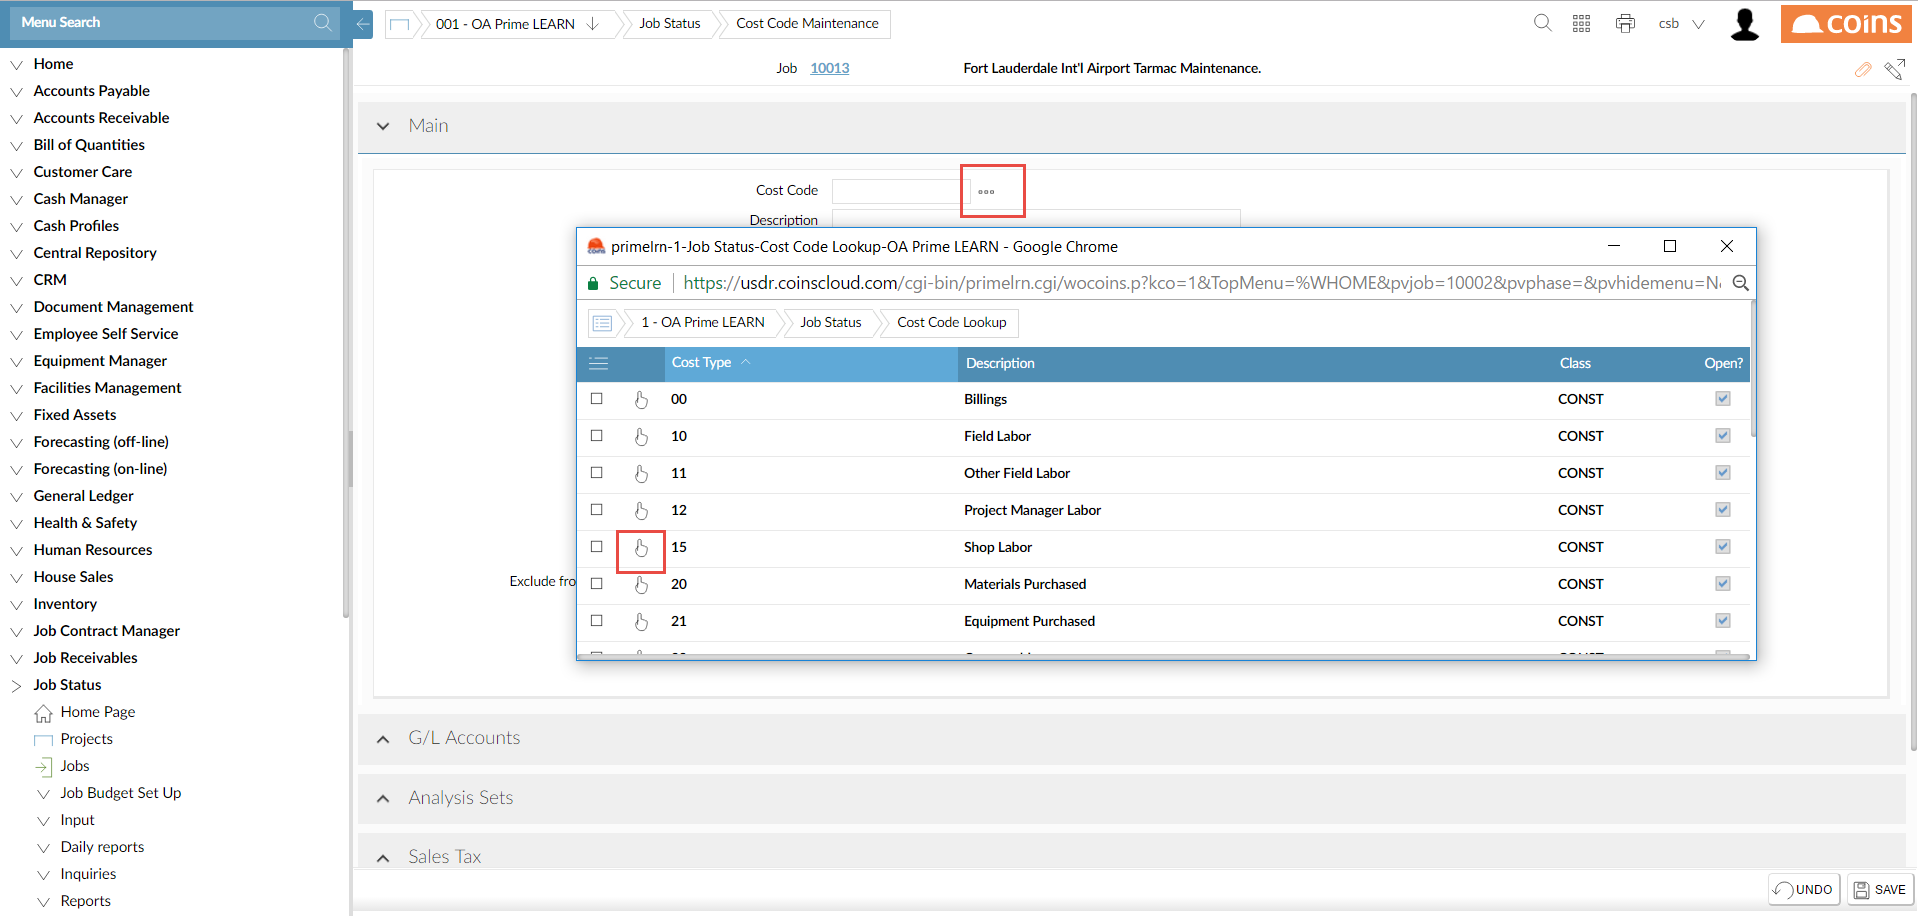 Menu Search
001 - OA Prime LEARN
Job Status
Cost Code Maintenance
csb
coins
Job 10013
Fort Lauderdale Int'l Airport Tarmac Maintenance.
Home
Accounts Payable
Accounts Receivable
Bill of Quantities
Customer Care
Cash Manager
Cash Profiles
Central Repository
CRM
Document Management
Employee Self Service
Equipment Manager
Facilities Management
Fixed Assets
Forecasting (off-line)
Forecasting (on-line)
General Ledger
Health & Safety
Human Resources
House Sales
Inventory
Job Contract Manager
Job Receivables
Job Status
Home Page
Projects
Jobs
Job Budget Set Up
Input
Daily reports
Inquiries
Reports
Main
Cost Code
Description
Exclude fro
primelrn-1-Job Status-Cost Code Lookup-OA Prime LEARN - Google Chrome
Secure https://usdr.coinscloud.com/cgi-bin/primelrn.cgi/wocoins.p?kco=1&TopMenu=%WHOME&pvjob=10002&pvphase=&pvhidemenu=N
1 - OA Prime LEARN
Job Status
Cost Code Lookup
Cost Type Description Class Open?
00 Billings CONST
10 Field Labor CONST
11 Other Field Labor CONST
12 Project Manager Labor CONST
15 Shop Labor CONST
20 Materials Purchased CONST
21 Equipment Purchased CONST
G/L Accounts
Analysis Sets
Sales Tax
UNDO
SAVE